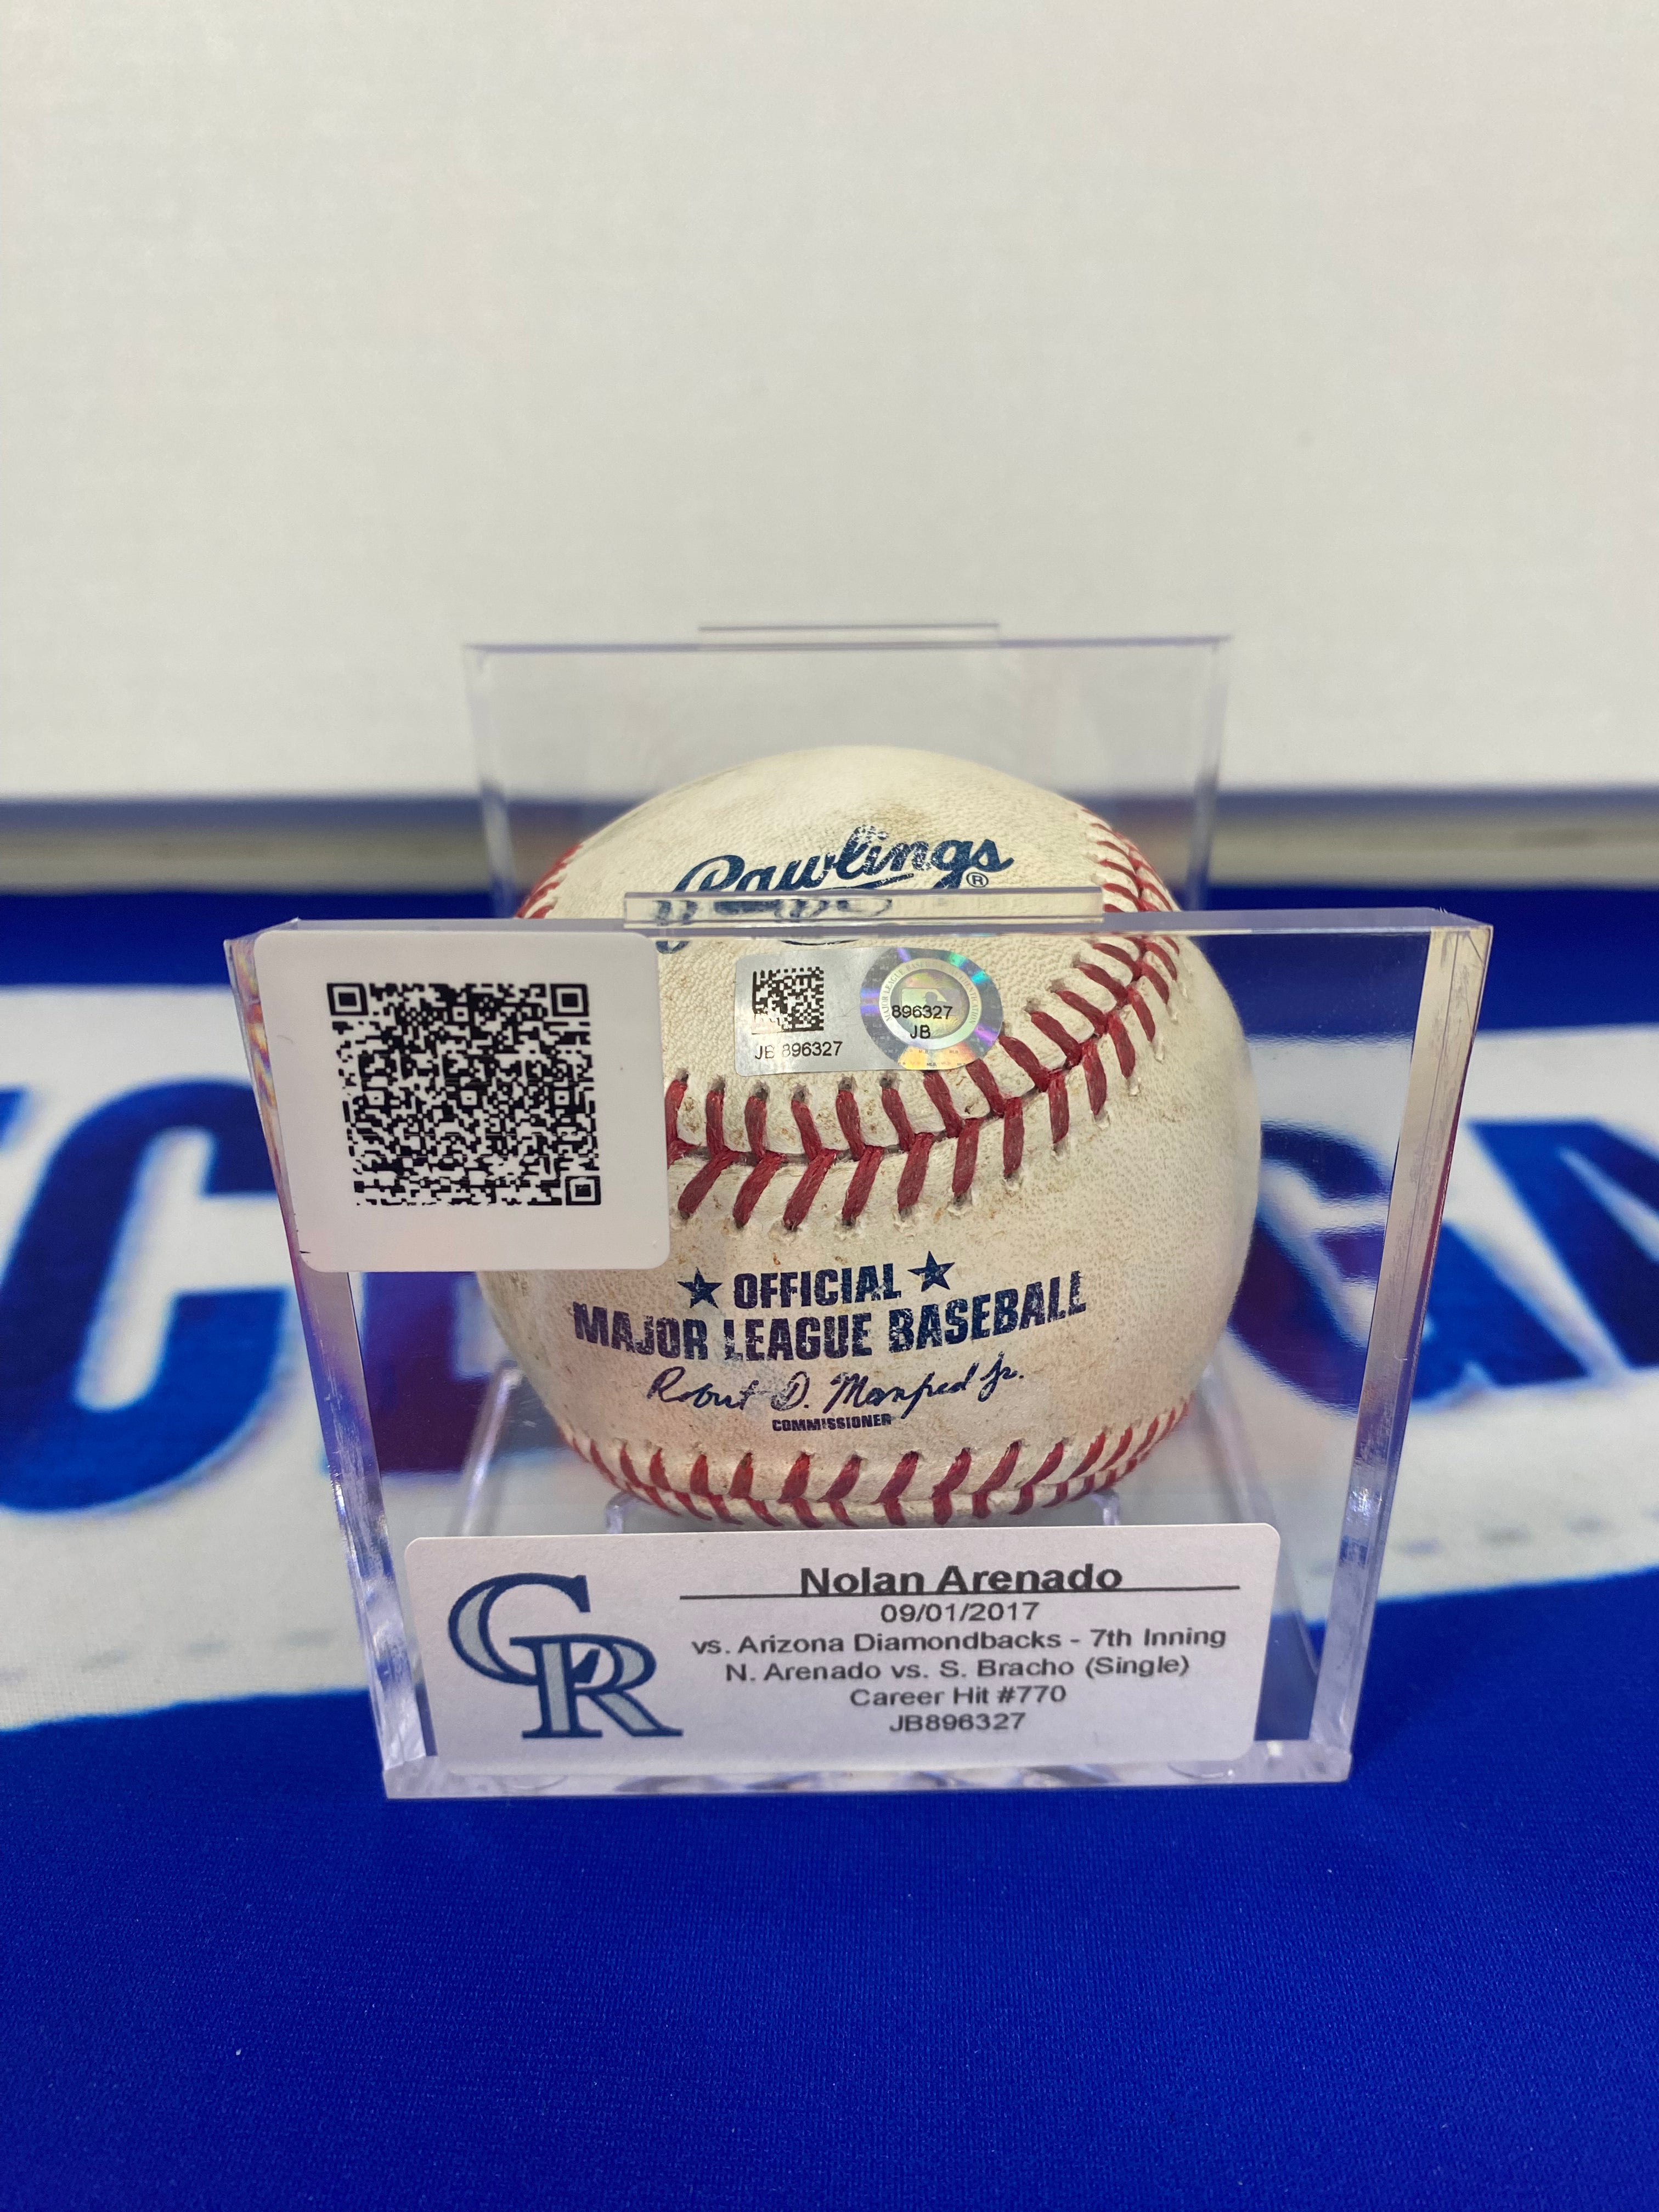 Rawlings®
JB 896327
896327
JB
OFFICIAL
MAJOR LEAGUE BASEBALL
Robert D. Manfred Jr.
COMMISSIONER
CR
Nolan Arenado
09/01/2017
vs. Arizona Diamondbacks - 7th Inning
N. Arenado vs. S. Bracho (Single)
Career Hit #770
JB896327